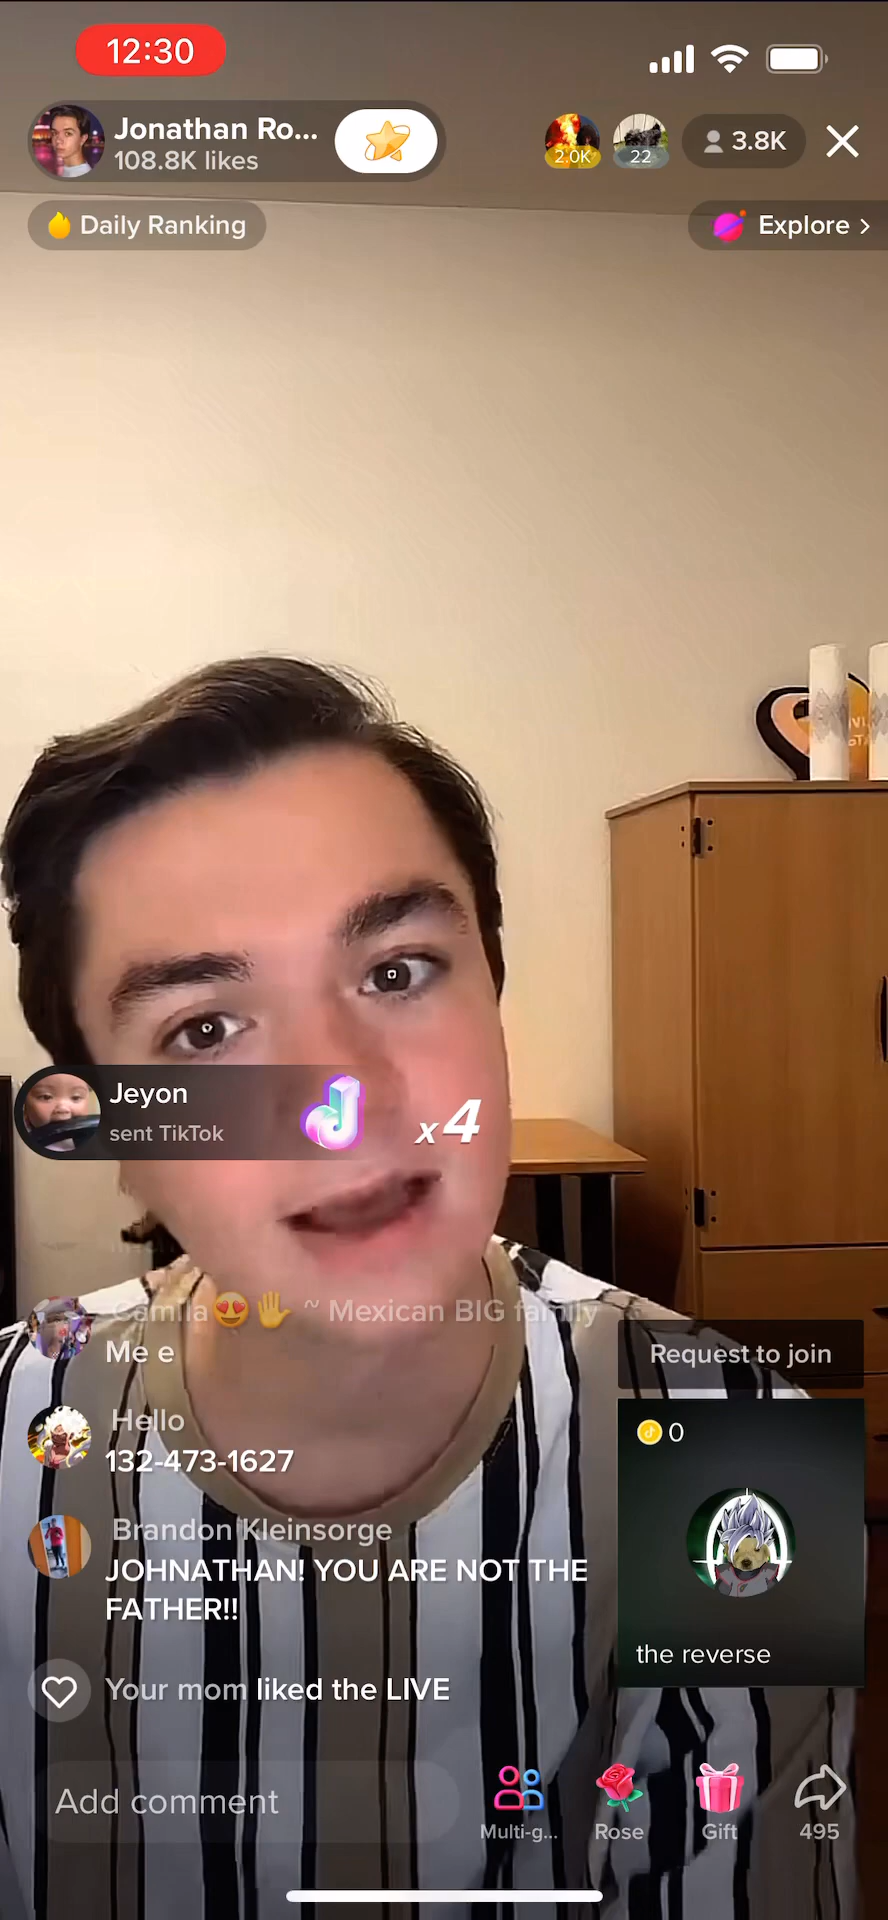 12:30
Jonathan Ro...
108.8K likes
2.0K
22
3.8K
Daily Ranking
Explore >
Jeyon
sent TikTok
x4
Camila😍🖐 ~ Mexican BIG family
Me e
Hello
132-473-1627
Brandon Kleinsorge
JOHNATHAN! YOU ARE NOT THE
FATHER!!
Your mom liked the LIVE
Request to join
0
the reverse
Add comment
Multi-g...
Rose
Gift
495